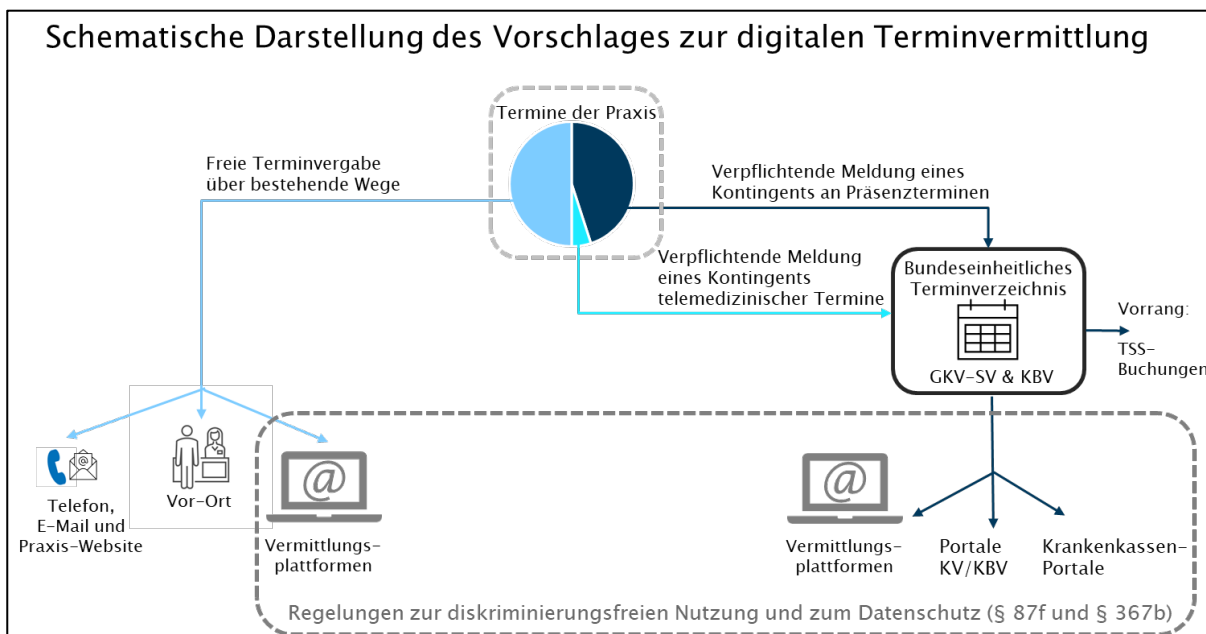 Schematische Darstellung des Vorschlages zur digitalen Terminvermittlung
Termine der Praxis
Freie Terminvergabe
über bestehende Wege
Verpflichtende Meldung eines
Kontingents an Präsenzterminen
Verpflichtende Meldung
eines Kontingents
telemedizinischer Termine
Bundeseinheitliches
Terminverzeichnis
GKV-SV & KBV
Vorrang:
TSS-
Buchungen
@
Telefon,
E-Mail und
Praxis-Website
Vor-Ort
@
Vermittlungs-
plattformen
@
Vermittlungs-
plattformen
Portale
KV/KBV
Krankenkassen-
Portale
Regelungen zur diskriminierungsfreien Nutzung und zum Datenschutz (§ 87f und § 367b)